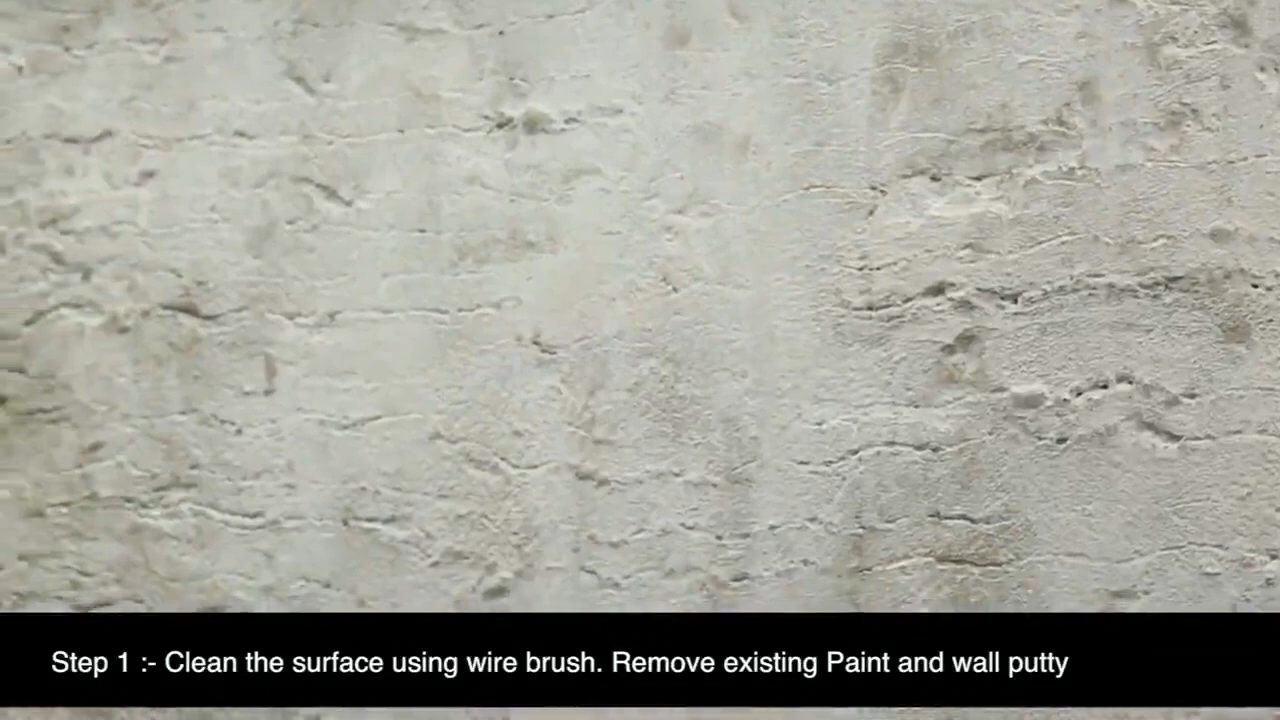 Step 1 :- Clean the surface using wire brush. Remove existing Paint and wall putty